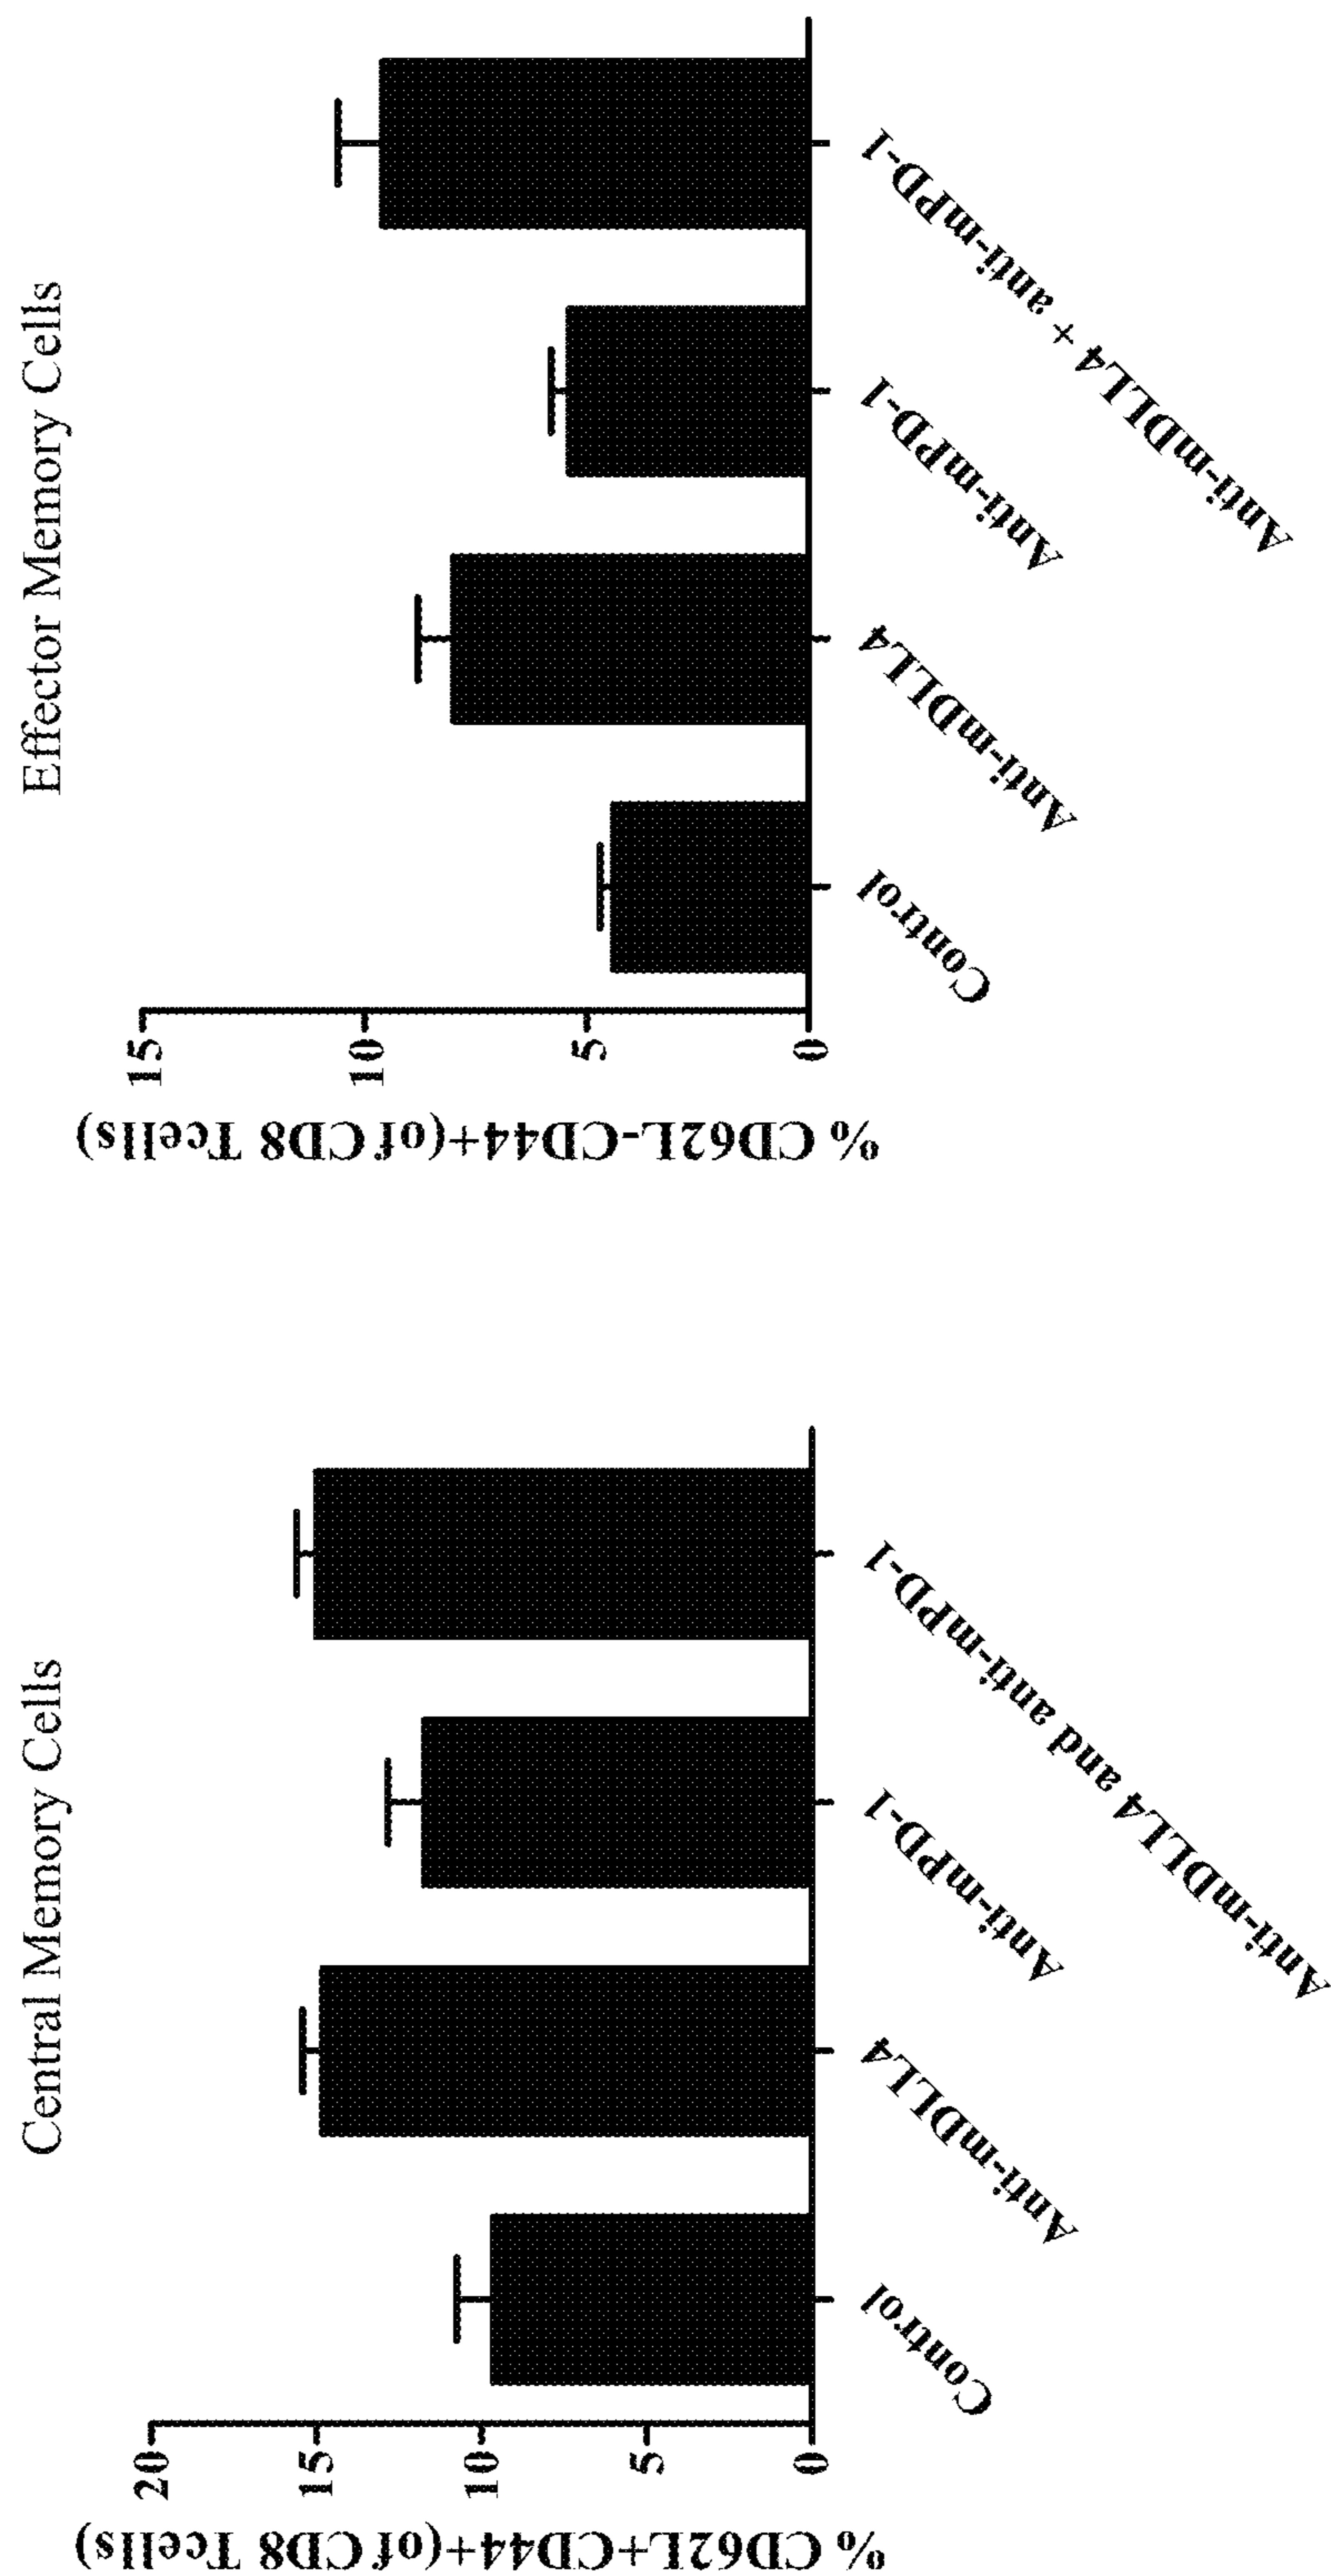 Central Memory Cells
% CD62L+CD44+(of CD8 Tcells)
20
15
10
5
0
Control
Anti-mDLL4
Anti-mPD-1
Anti-mDLL4 and anti-mPD-1
Effector Memory Cells
% CD62L-CD44+(of CD8 Tcells)
15
10
5
0
Control
Anti-mDLL4
Anti-mPD-1
Anti-mDLL4 + anti-mPD-1